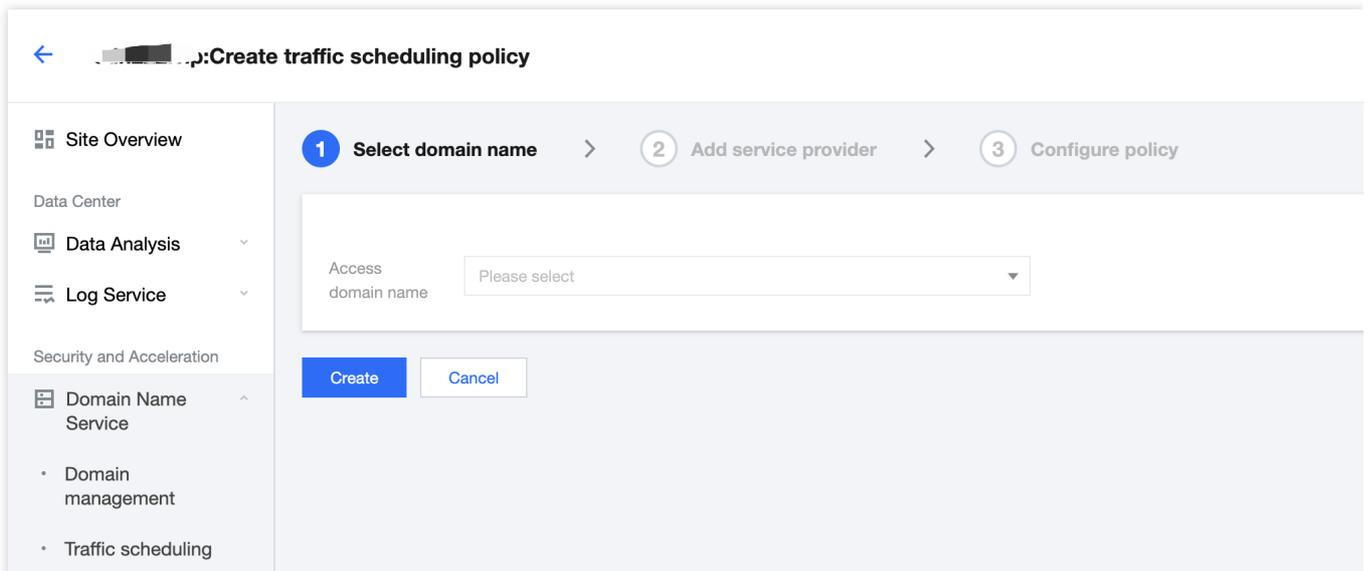 :Create traffic scheduling policy
Site Overview
Data Center
Data Analysis
Log Service
Security and Acceleration
Domain Name
Service
Domain
management
Traffic scheduling
1 Select domain name > 2 Add service provider > 3 Configure policy
Access
domain name
Please select
Create Cancel